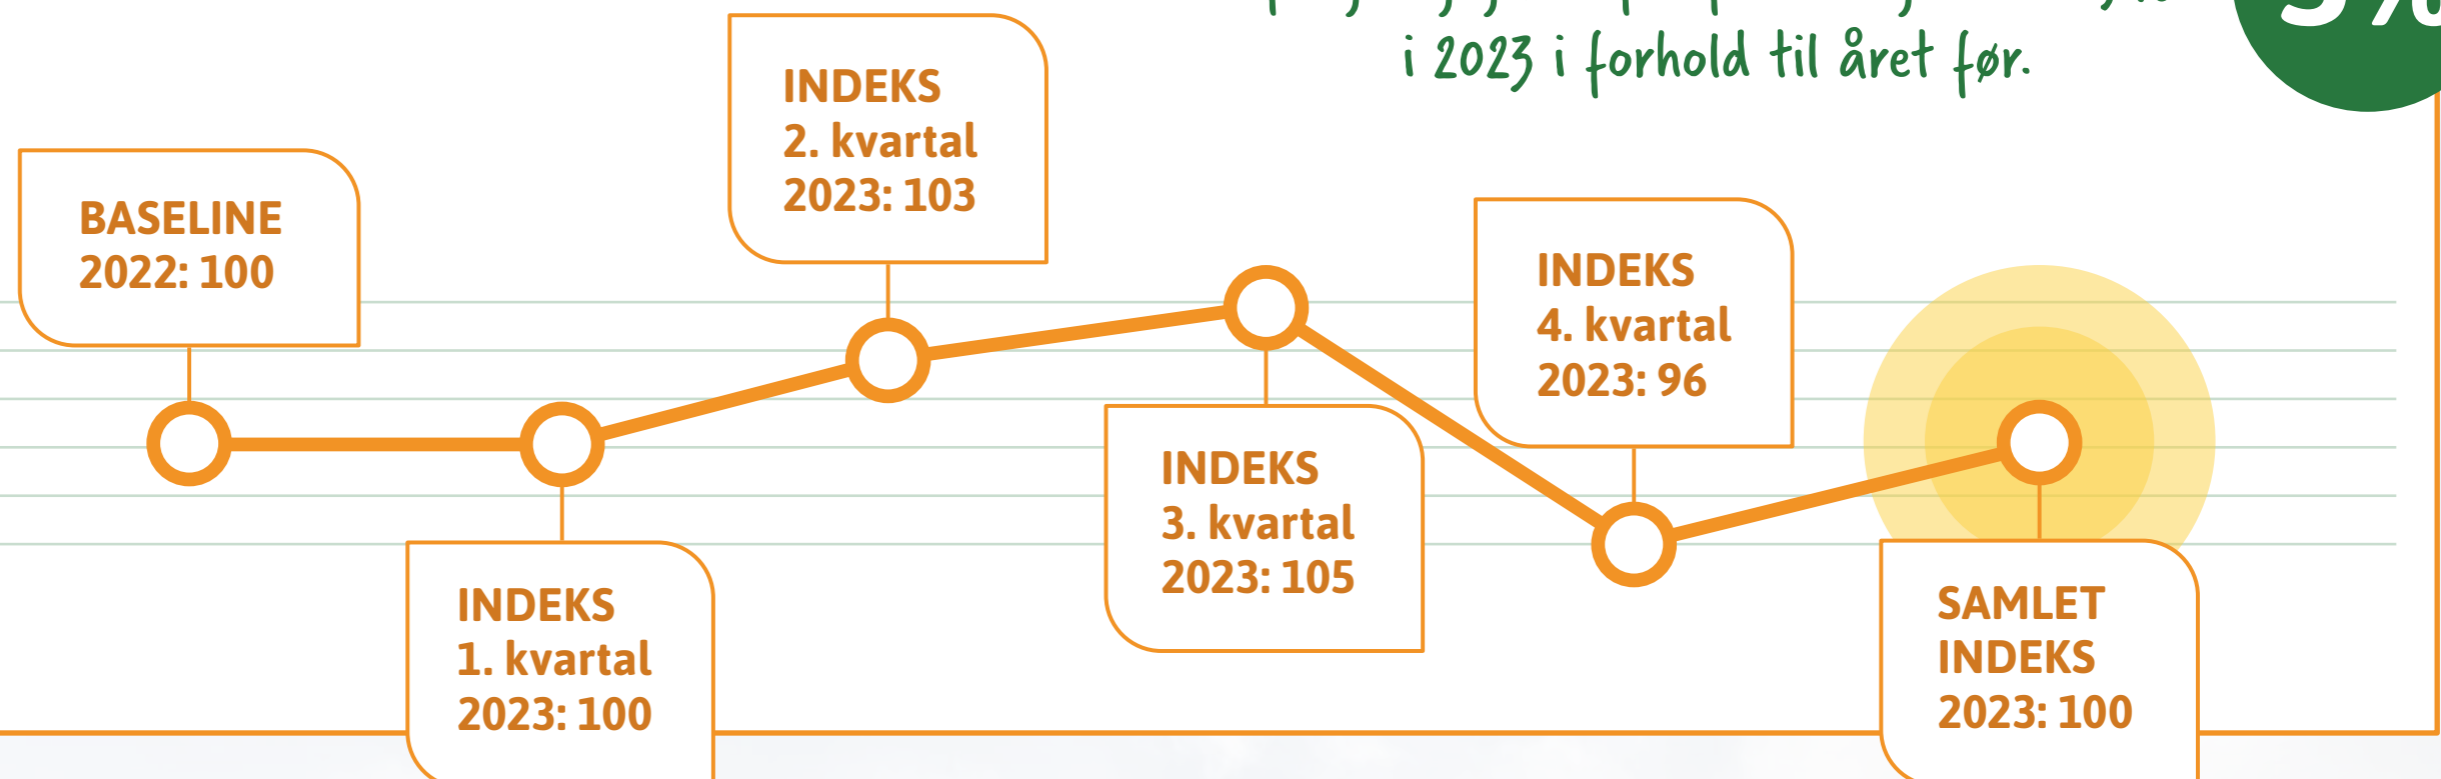 i 2023 i forhold til året før.
BASELINE
2022: 100
INDEKS
1. kvartal
2023: 100
INDEKS
2. kvartal
2023: 103
INDEKS
3. kvartal
2023: 105
INDEKS
4. kvartal
2023: 96
SAMLET
INDEKS
2023: 100